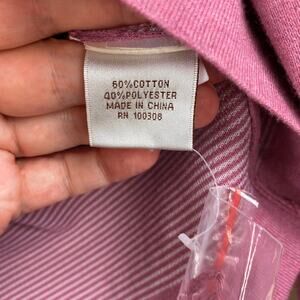 60%COTTON
40%POLYESTER
MADE IN CHINA
RN 100308